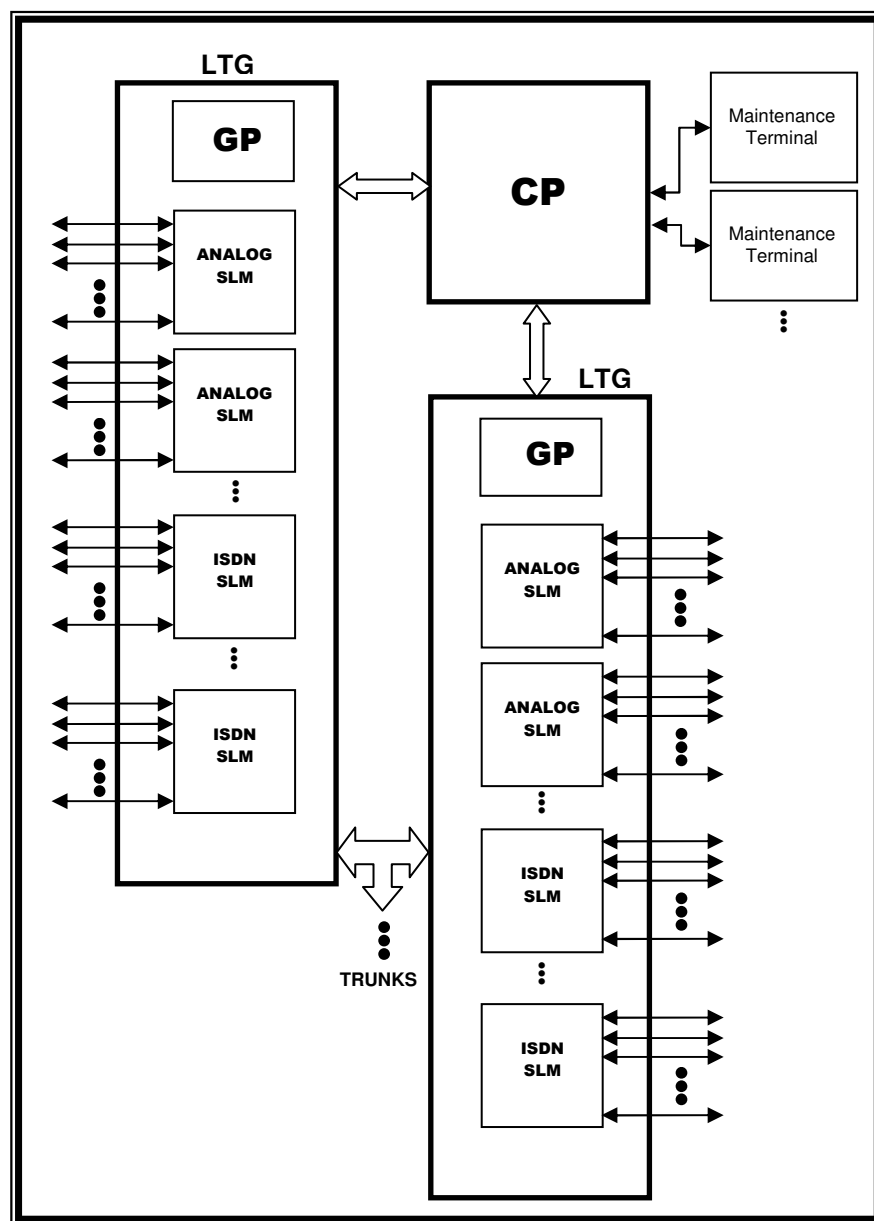 LTG
GP
ANALOG
SLM
ANALOG
SLM
ISDN
SLM
ISDN
SLM
CP
Maintenance
Terminal
Maintenance
Terminal
LTG
GP
ANALOG
SLM
ANALOG
SLM
ISDN
SLM
ISDN
SLM
TRUNKS